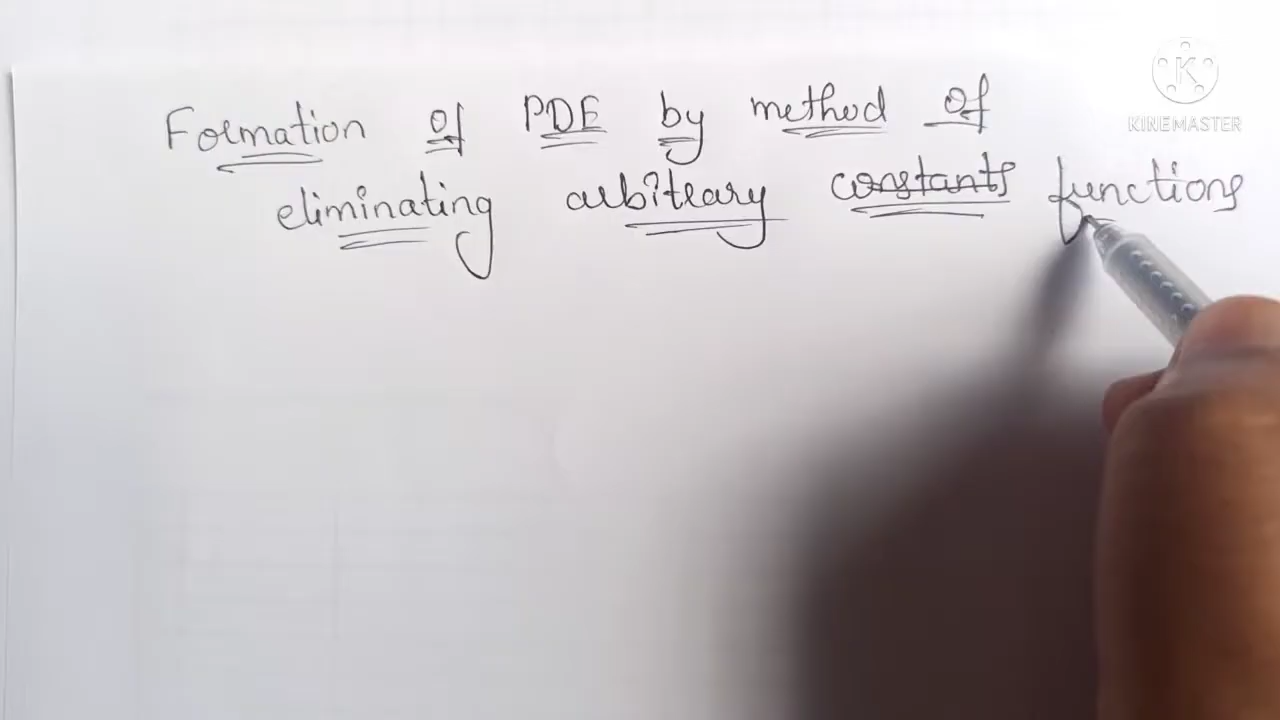 Formation of PDE by method of
eliminating arbitrary constants functions
KINEMASTER